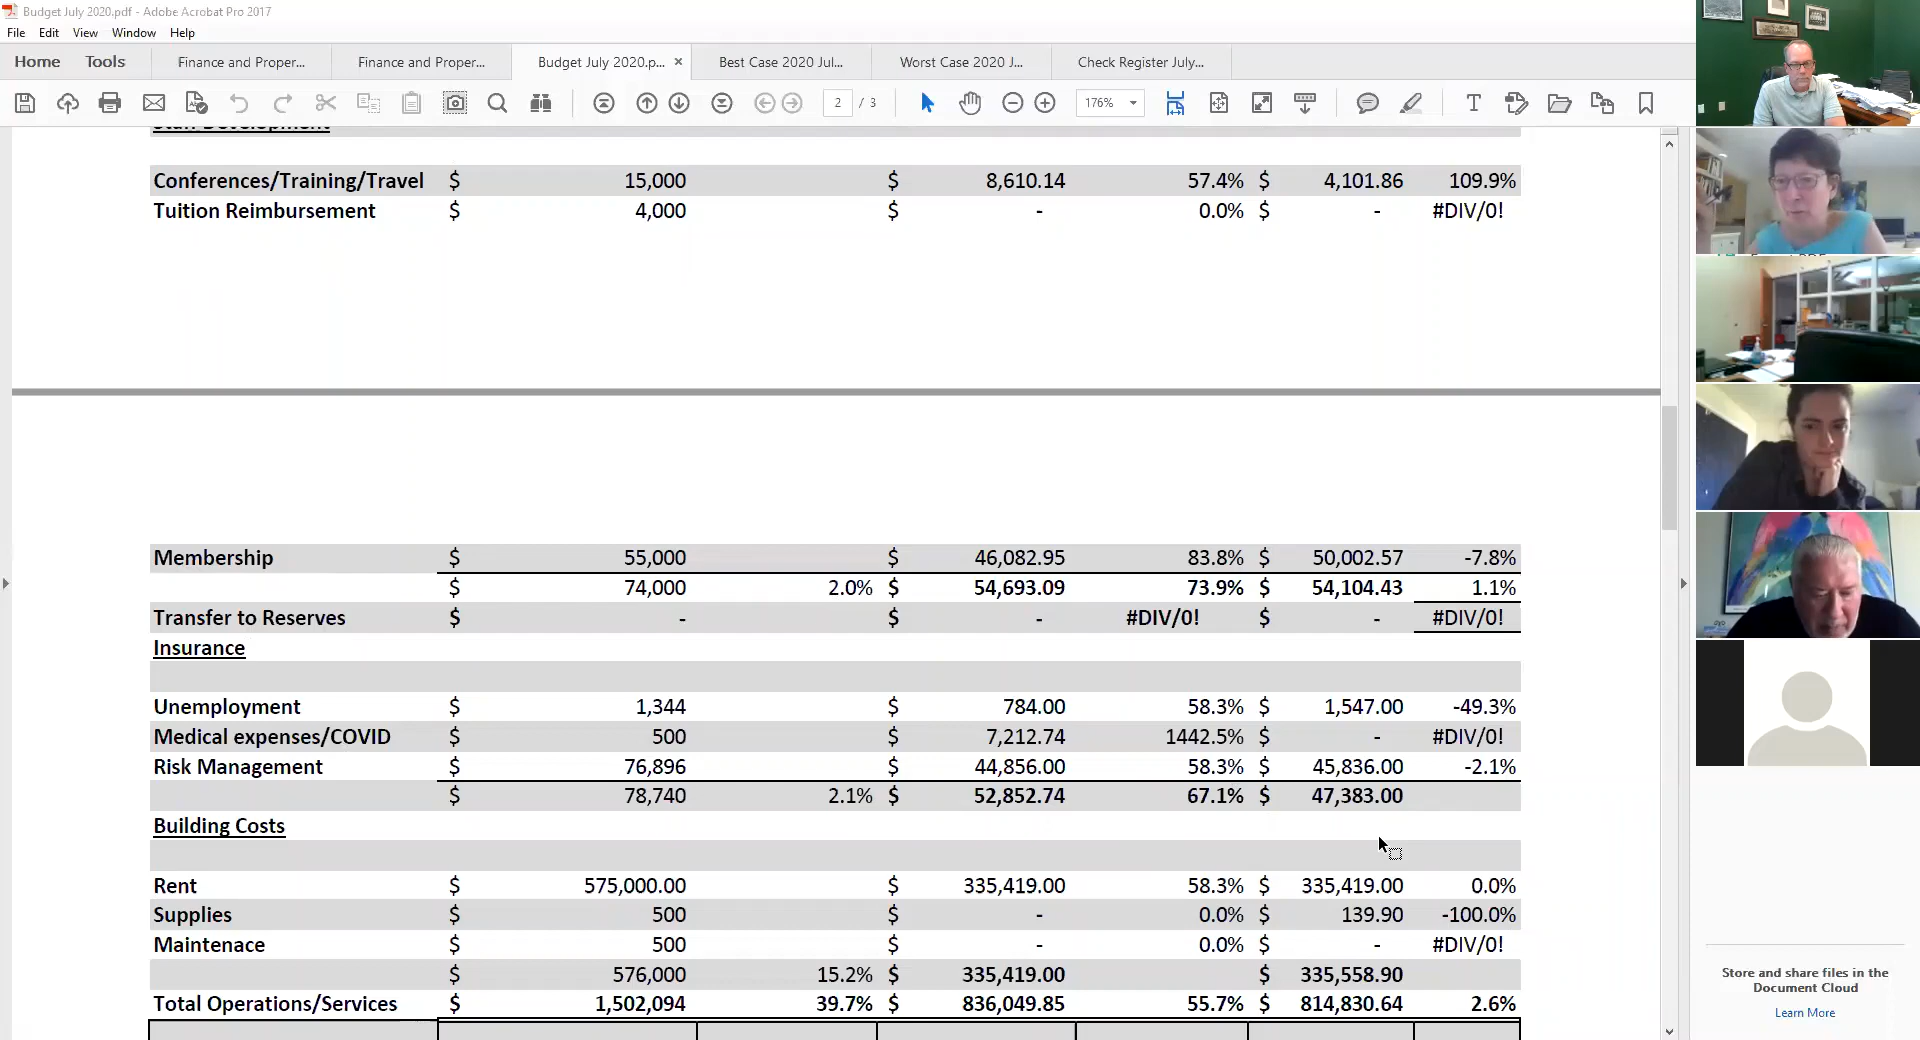 Budget July 2020.pdf - Adobe Acrobat Pro 2017
File Edit View Window Help
Home Tools Finance and Proper... Finance and Proper... Budget July 2020.p... × Best Case 2020 Jul... Worst Case 2020 J... Check Register July...
2 / 3 176%
Staff Development
Conferences/Training/Travel $ 15,000 $ 8,610.14 57.4% $ 4,101.86 109.9%
Tuition Reimbursement $ 4,000 $ - 0.0% $ - #DIV/0!
Membership $ 55,000 $ 46,082.95 83.8% $ 50,002.57 -7.8%
$ 74,000 2.0% $ 54,693.09 73.9% $ 54,104.43 1.1%
Transfer to Reserves $ - $ - #DIV/0! $ - #DIV/0!
Insurance
Unemployment $ 1,344 $ 784.00 58.3% $ 1,547.00 -49.3%
Medical expenses/COVID $ 500 $ 7,212.74 1442.5% $ - #DIV/0!
Risk Management $ 76,896 $ 44,856.00 58.3% $ 45,836.00 -2.1%
$ 78,740 2.1% $ 52,852.74 67.1% $ 47,383.00
Building Costs
Rent $ 575,000.00 $ 335,419.00 58.3% $ 335,419.00 0.0%
Supplies $ 500 $ - 0.0% $ 139.90 -100.0%
Maintenace $ 500 $ - 0.0% $ - #DIV/0!
$ 576,000 15.2% $ 335,419.00 $ 335,558.90
Total Operations/Services $ 1,502,094 39.7% $ 836,049.85 55.7% $ 814,830.64 2.6%
Store and share files in the
Document Cloud
Learn More